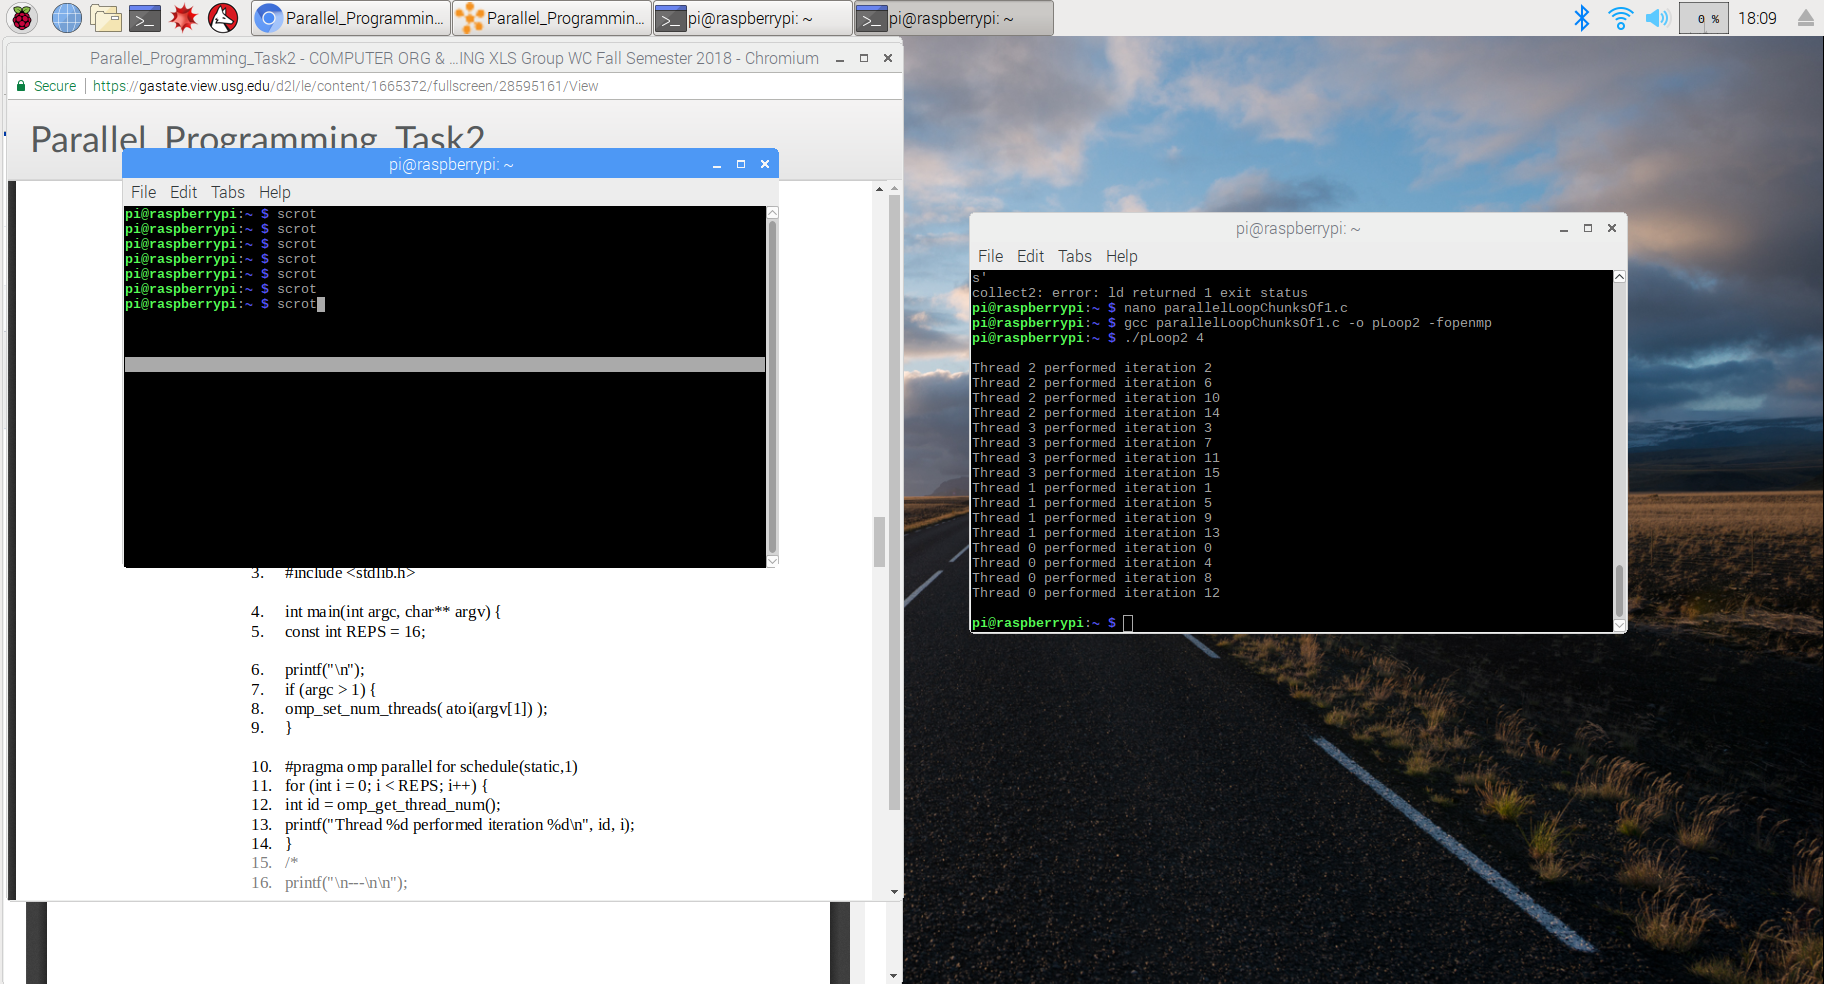 Parallel_Programmin...
Parallel_Programmin...
pi@raspberrypi: ~
pi@raspberrypi: ~
0 %
18:09
Parallel_Programming_Task2 - COMPUTER ORG & ...ING XLS Group WC Fall Semester 2018 - Chromium
Secure
https://gastate.view.usg.edu/d2l/le/content/1665372/fullscreen/28595161/View
Parallel_Programming_Task2
pi@raspberrypi: ~
File Edit Tabs Help
pi@raspberrypi:~ $ scrot
pi@raspberrypi:~ $ scrot
pi@raspberrypi:~ $ scrot
pi@raspberrypi:~ $ scrot
pi@raspberrypi:~ $ scrot
pi@raspberrypi:~ $ scrot
pi@raspberrypi:~ $ scrot
3. #include <stdlib.h>
4. int main(int argc, char** argv) {
5. const int REPS = 16;
6. printf("\n");
7. if (argc > 1) {
8. omp_set_num_threads( atoi(argv[1]) );
9. }
10. #pragma omp parallel for schedule(static,1)
11. for (int i = 0; i < REPS; i++) {
12. int id = omp_get_thread_num();
13. printf("Thread %d performed iteration %d\n", id, i);
14. }
15. /*
16. printf("\n---\n\n");
pi@raspberrypi: ~
File Edit Tabs Help
s'
collect2: error: ld returned 1 exit status
pi@raspberrypi:~ $ nano parallelLoopChunksOf1.c
pi@raspberrypi:~ $ gcc parallelLoopChunksOf1.c -o pLoop2 -fopenmp
pi@raspberrypi:~ $ ./pLoop2 4
Thread 2 performed iteration 2
Thread 2 performed iteration 6
Thread 2 performed iteration 10
Thread 2 performed iteration 14
Thread 3 performed iteration 3
Thread 3 performed iteration 7
Thread 3 performed iteration 11
Thread 3 performed iteration 15
Thread 1 performed iteration 1
Thread 1 performed iteration 5
Thread 1 performed iteration 9
Thread 1 performed iteration 13
Thread 0 performed iteration 0
Thread 0 performed iteration 4
Thread 0 performed iteration 8
Thread 0 performed iteration 12
pi@raspberrypi:~ $